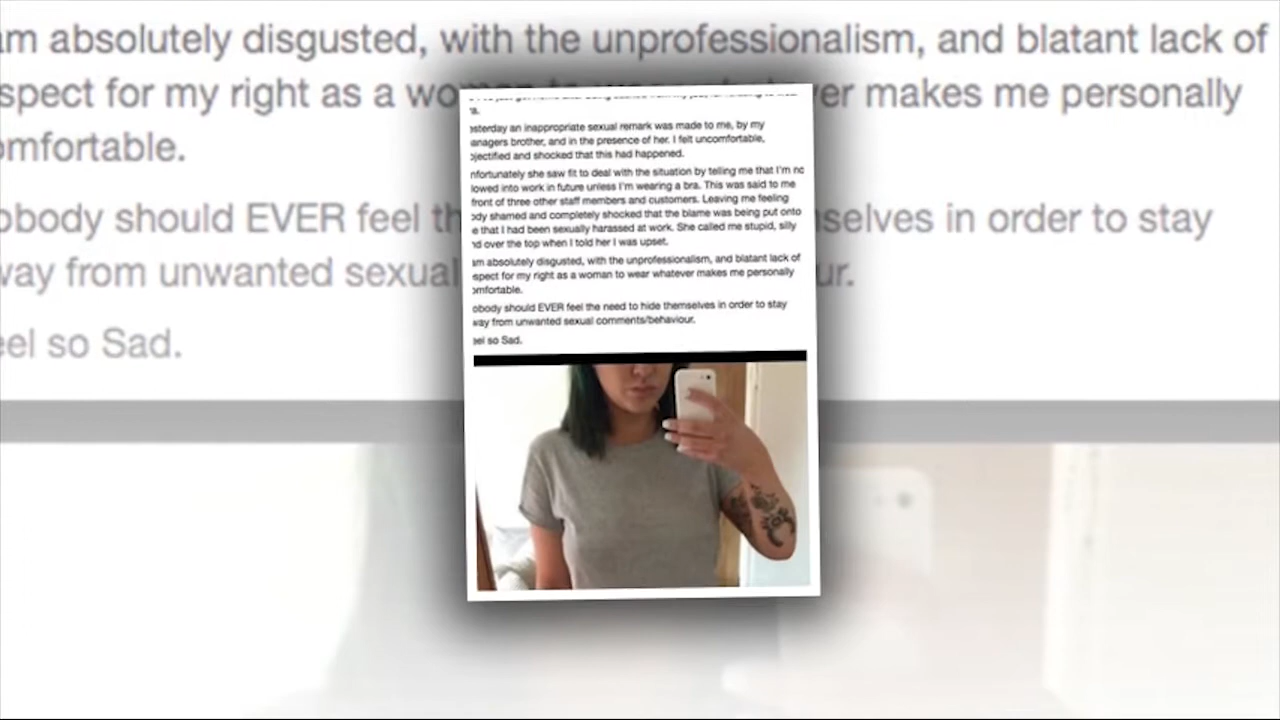 am absolutely disgusted, with the unprofessionalism, and blatant lack of
spect for my right as a wo ver makes me personally
omfortable.
obody should EVER feel th selves in order to stay
way from unwanted sexual ur.
eel so Sad.
a.
esterday an inappropriate sexual remark was made to me, by my
anagers brother, and in the presence of her. I felt uncomfortable,
bjectified and shocked that this had happened.
nfortunately she saw fit to deal with the situation by telling me that I'm no
lowed into work in future unless I'm wearing a bra. This was said to me
front of three other staff members and customers. Leaving me feeling
ody shamed and completely shocked that the blame was being put onto
e that I had been sexually harassed at work. She called me stupid, silly
nd over the top when I told her I was upset.
am absolutely disgusted, with the unprofessionalism, and blatant lack of
spect for my right as a woman to wear whatever makes me personally
omfortable.
obody should EVER feel the need to hide themselves in order to stay
way from unwanted sexual comments/behaviour.
eel so Sad.